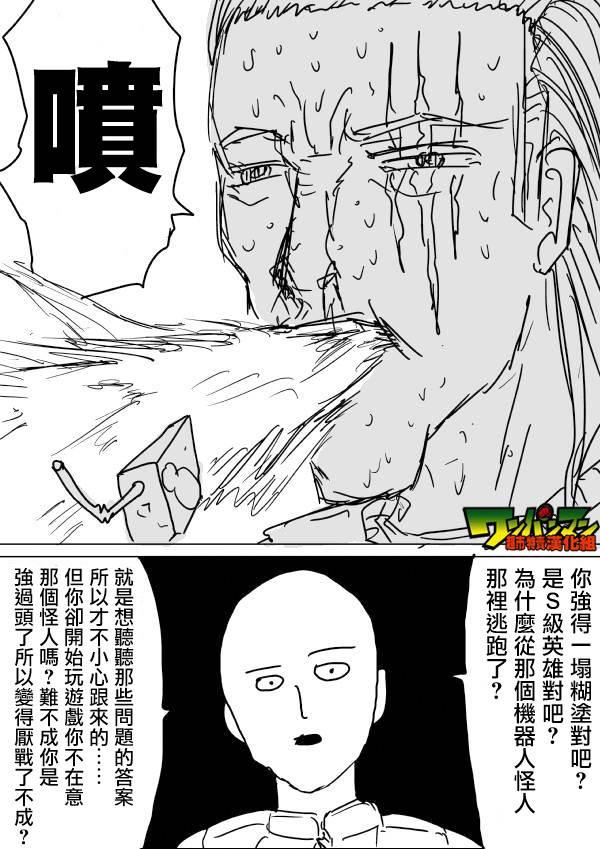 噴
ワンパンマン
超市特賣漢化組
你強得一塌糊塗對吧？
是Ｓ級英雄對吧？
為什麼從那個機器人怪人
那裡逃跑了？
就是想聽聽那些問題的答案
所以才不小心跟來的……
但你卻開始玩遊戲你不在意
那個怪人嗎？難不成你是
強過頭了所以變得厭戰了不成？